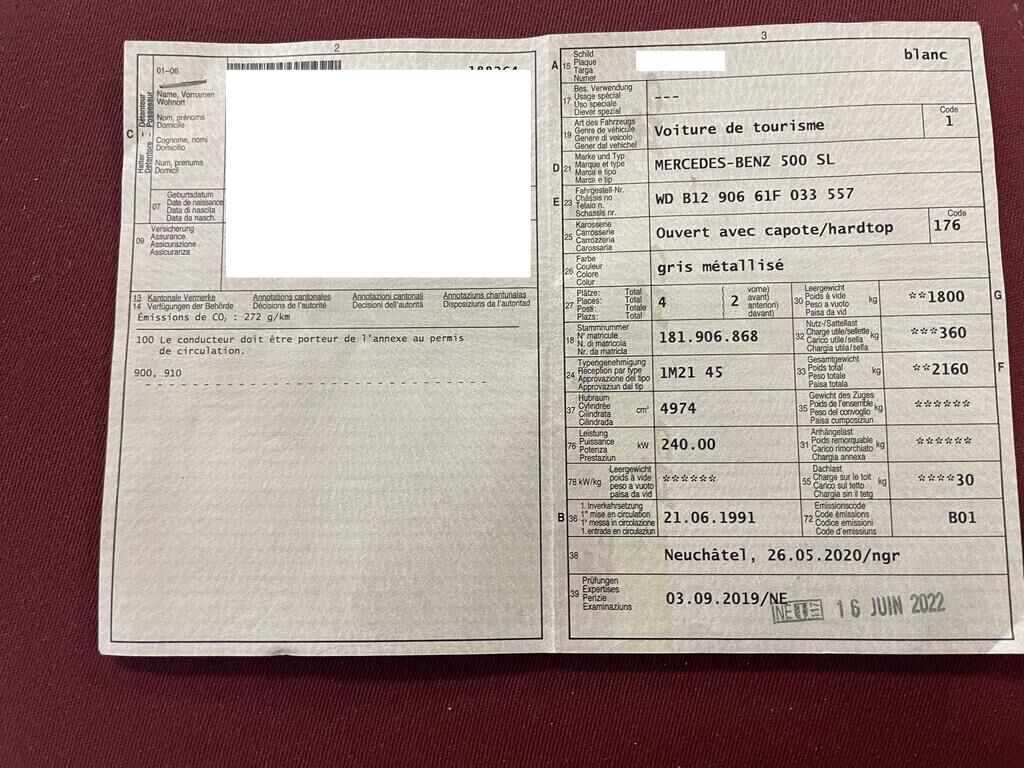 2
01–06
Détenteur
Possessur
Halter
Detentore
C
Name, Vornamen
Wohnort
Nom, prénoms
Domicile
Cognome, nomi
Domicilio
Num, prenums
Domicil
07
Geburtsdatum
Date de naissance
Data di nascita
Data da nasch.
09
Versicherung
Assurance
Assicurazione
Assicuranza
13 Kantonale Vermerke Annotations cantonales Annotazioni cantonali Annotaziuns chantunalas
14 Verfügungen der Behörde Décisions de l'autorité Decisioni dell'autorità Disposiziuns da l'autoritad
Émissions de CO₂ : 272 g/km
100 Le conducteur doit être porteur de l'annexe au permis
de circulation.
900, 910
3
A 15
Schild
Plaque
Targa
Numer
blanc
17
Bes. Verwendung
Usage spécial
Uso speciale
Diever spezial
---
19
Art des Fahrzeugs
Genre de véhicule
Genere di veicolo
Gener dal vehichel
Voiture de tourisme
Code
1
D 21
Marke und Typ
Marque et type
Marca e tipo
Marca e tip
MERCEDES-BENZ 500 SL
E 23
Fahrgestell-Nr.
Châssis no
Telaio n.
Schassis nr.
WD B12 906 61F 033 557
25
Karosserie
Carrosserie
Carrozzeria
Carossaria
Ouvert avec capote/hardtop
Code
176
26
Farbe
Couleur
Colore
Colur
gris métallisé
27
Plätze: Total
Places: Total
Posti: Totale
Plazs: Total
4
2
vorne)
avant)
anteriori)
davant)
30
Leergewicht
Poids à vide
Peso a vuoto
Paisa da vid
kg
**1800
G
18
Stammnummer
N° matricule
N. di matricola
Nr. da matricla
181.906.868
32
Nutz-/Sattellast
Charge utile/sellette
Carico utile/sella
Chargia utila/sella
kg
***360
24
Typengenehmigung
Réception par type
Approvazione del tipo
Approvaziun dal tip
1M21 45
33
Gesamtgewicht
Poids total
Peso totale
Paisa totala
kg
**2160
F
37
Hubraum
Cylindrée
Cilindrata
Cilindrada
cm³
4974
35
Gewicht des Zuges
Poids de l'ensemble
Peso del convoglio
Paisa cumposiziun
kg
******
76
Leistung
Puissance
Potenza
Prestaziun
kW
240.00
31
Anhängelast
Poids remorquable
Carico rimorchiato
Chargia annexa
kg
******
78 kW/kg
Leergewicht
poids à vide
peso a vuoto
paisa da vid
******
55
Dachlast
Charge sur le toit
Carico sul tetto
Chargia sin il tetg
kg
****30
B 36
1. Inverkehrsetzung
1re mise en circulation
1a messa in circolazione
1. entrada en circulaziun
21.06.1991
72
Emissionscode
Code émissions
Codice emissioni
Code d'emissiuns
B01
38
Neuchâtel, 26.05.2020/ngr
39
Prüfungen
Expertises
Perizie
Examinaziuns
03.09.2019/NE
NE 117 16 JUIN 2022